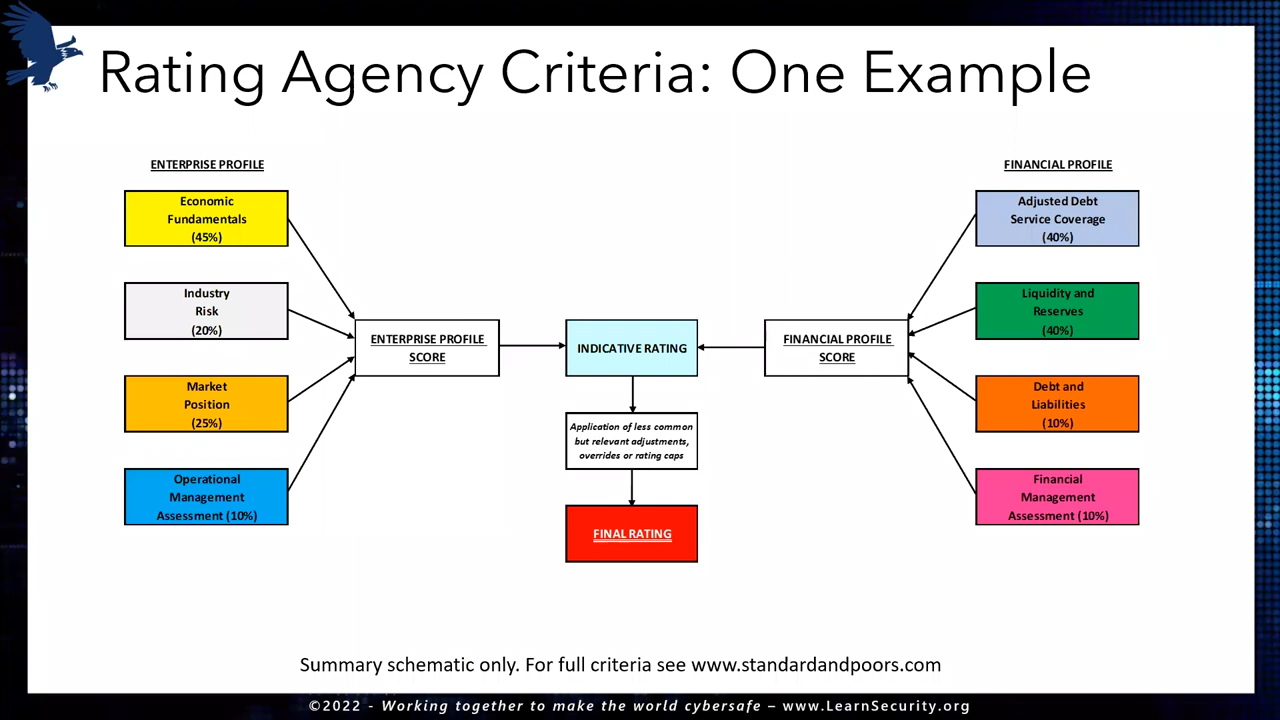 Rating Agency Criteria: One Example
ENTERPRISE PROFILE
Economic
Fundamentals
(45%)
Industry
Risk
(20%)
Market
Position
(25%)
Operational
Management
Assessment (10%)
ENTERPRISE PROFILE
SCORE
INDICATIVE RATING
Application of less common
but relevant adjustments,
overrides or rating caps
FINAL RATING
FINANCIAL PROFILE
SCORE
FINANCIAL PROFILE
Adjusted Debt
Service Coverage
(40%)
Liquidity and
Reserves
(40%)
Debt and
Liabilities
(10%)
Financial
Management
Assessment (10%)
Summary schematic only. For full criteria see www.standardandpoors.com
©2022 - Working together to make the world cybersafe – www.LearnSecurity.org